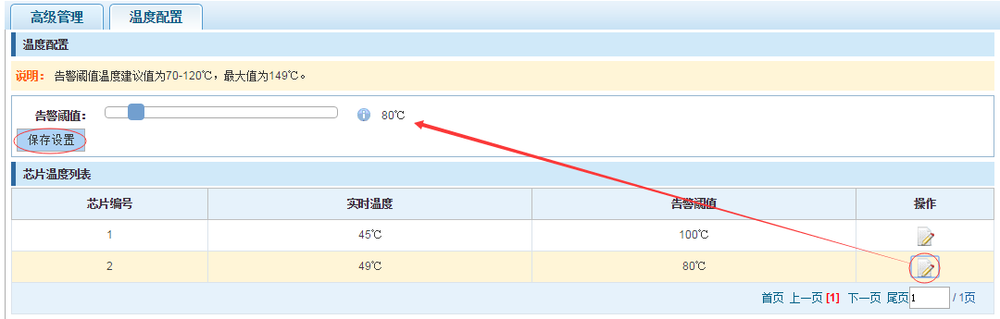 高级管理 温度配置
温度配置
说明： 告警阈值温度建议值为70-120℃，最大值为149℃。
告警阈值： 80℃
保存设置
芯片温度列表
芯片编号 实时温度 告警阈值 操作
1 45℃ 100℃
2 49℃ 80℃
首页 上一页 [1] 下一页 尾页 1 / 1页